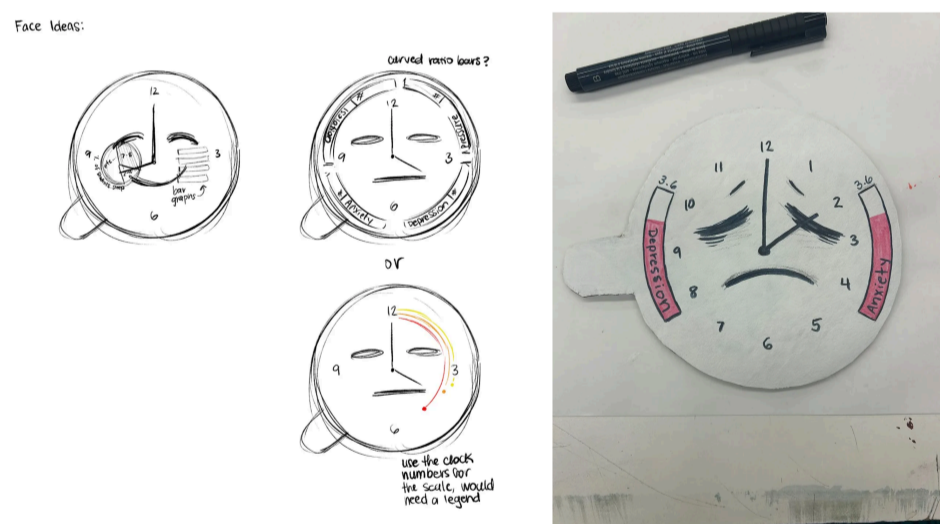 Face Ideas:
12
9
3
6
bar
graphs
curved ratio bars?
12
9
3
6
Pressure
Anxiety
Depression
or
12
9
3
6
use the clock
numbers for
the scale, would
need a legend
12
11
1
3.6
3.6
10
2
9
3
8
4
7
5
6
Depression
Anxiety